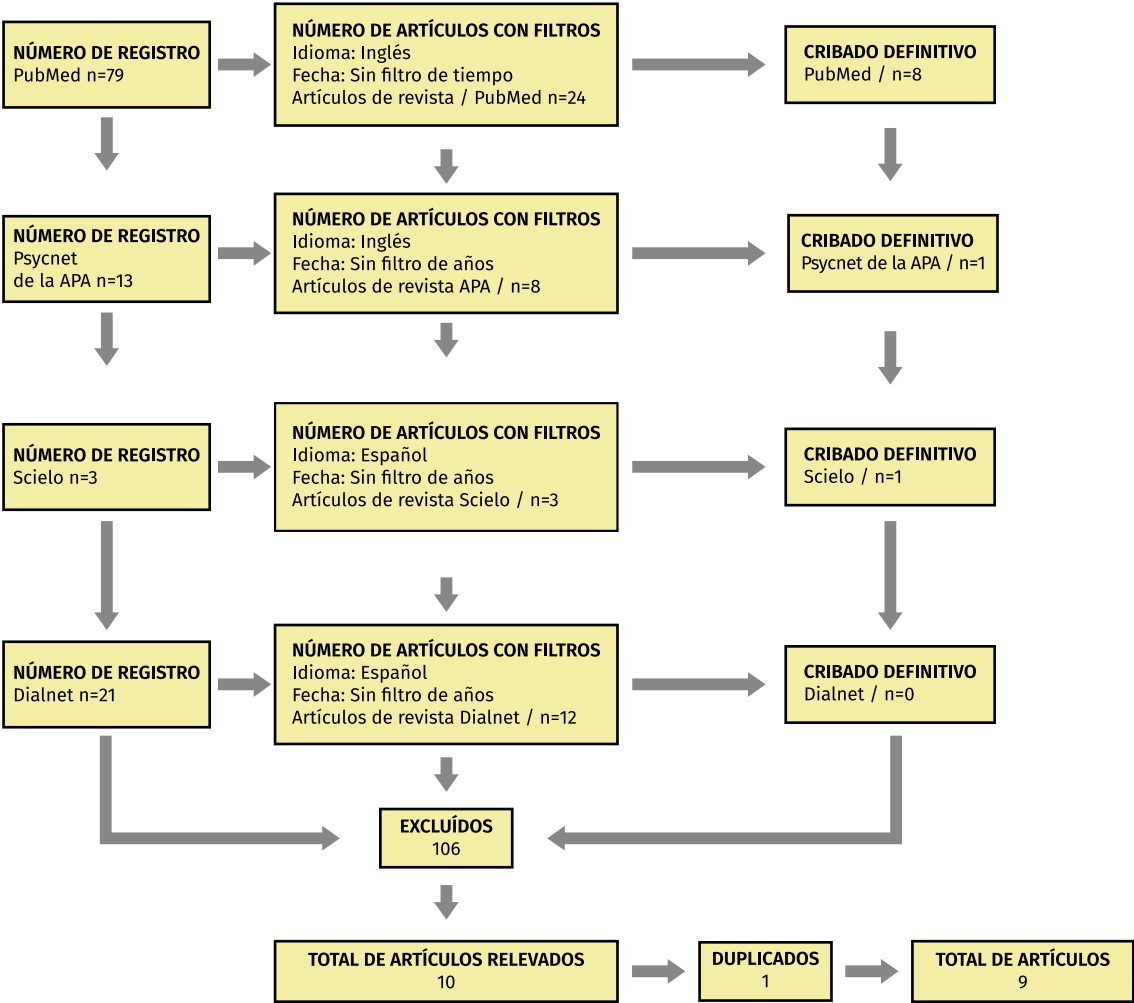 NÚMERO DE REGISTRO
PubMed n=79
NÚMERO DE ARTÍCULOS CON FILTROS
Idioma: Inglés
Fecha: Sin filtro de tiempo
Artículos de revista / PubMed n=24
CRIBADO DEFINITIVO
PubMed / n=8
NÚMERO DE REGISTRO
Psycnet
de la APA n=13
NÚMERO DE ARTÍCULOS CON FILTROS
Idioma: Inglés
Fecha: Sin filtro de años
Artículos de revista APA / n=8
CRIBADO DEFINITIVO
Psycnet de la APA / n=1
NÚMERO DE REGISTRO
Scielo n=3
NÚMERO DE ARTÍCULOS CON FILTROS
Idioma: Español
Fecha: Sin filtro de años
Artículos de revista Scielo / n=3
CRIBADO DEFINITIVO
Scielo / n=1
NÚMERO DE REGISTRO
Dialnet n=21
NÚMERO DE ARTÍCULOS CON FILTROS
Idioma: Español
Fecha: Sin filtro de años
Artículos de revista Dialnet / n=12
CRIBADO DEFINITIVO
Dialnet / n=0
EXCLUÍDOS
106
TOTAL DE ARTÍCULOS RELEVADOS
10
DUPLICADOS
1
TOTAL DE ARTÍCULOS
9